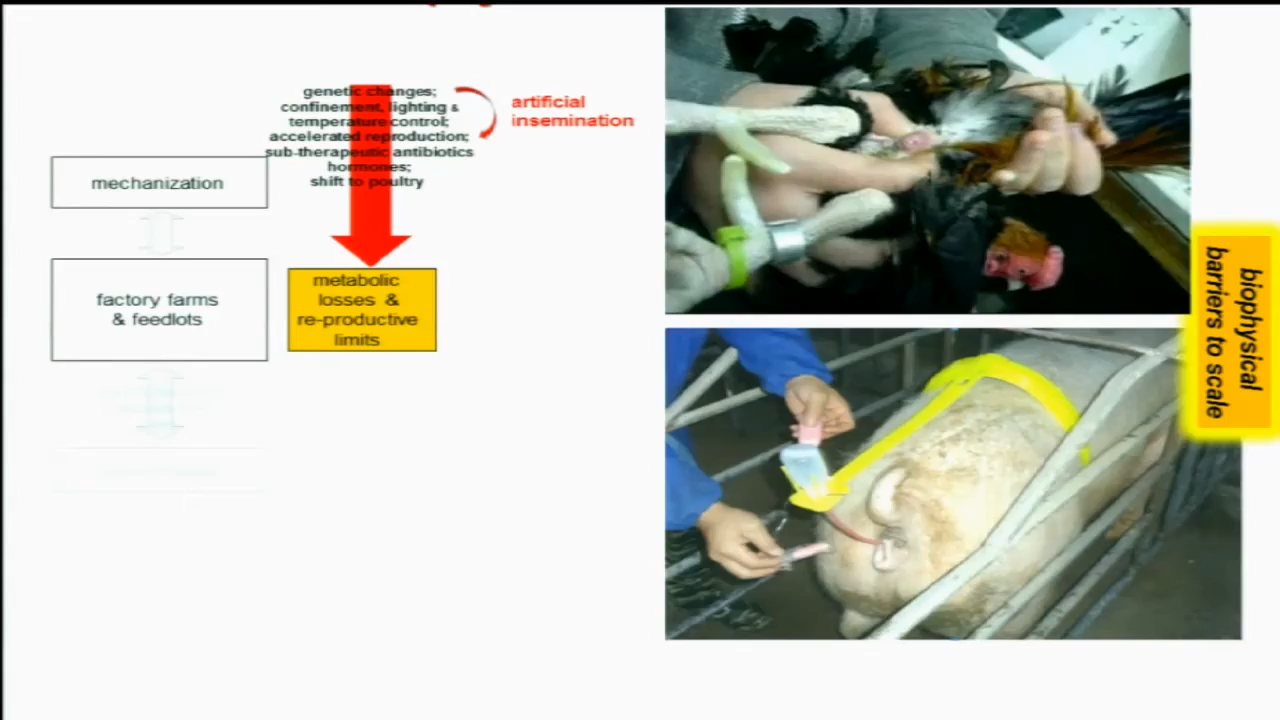 genetic changes;
confinement, lighting &
temperature control;
accelerated reproduction;
sub-therapeutic antibiotics
hormones;
shift to poultry
artificial
insemination
mechanization
factory farms
& feedlots
metabolic
losses &
re-productive
limits
biophysical
barriers to scale